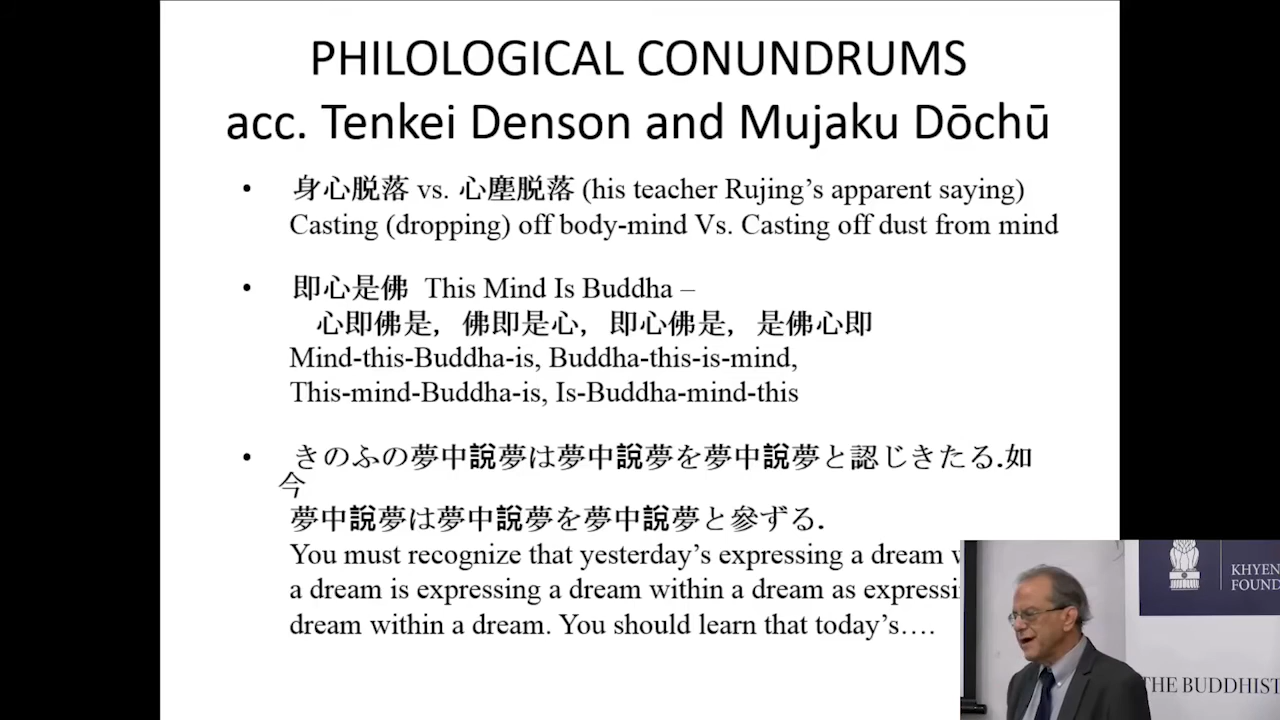 PHILOLOGICAL CONUNDRUMS
acc. Tenkei Denson and Mujaku Dōchū
• 身心脱落 vs. 心塵脱落 (his teacher Rujing’s apparent saying)
Casting (dropping) off body-mind Vs. Casting off dust from mind
• 即心是佛 This Mind Is Buddha –
心即佛是, 佛即是心, 即心佛是, 是佛心即
Mind-this-Buddha-is, Buddha-this-is-mind,
This-mind-Buddha-is, Is-Buddha-mind-this
• きのふの夢中說夢は夢中說夢を夢中說夢と認じきたる.如
今
夢中說夢は夢中說夢を夢中說夢と參ずる.
You must recognize that yesterday’s expressing a dream
a dream is expressing a dream within a dream as
dream within a dream. You should learn that today’s….
KHYEN
FOUND
THE BUDDHIST